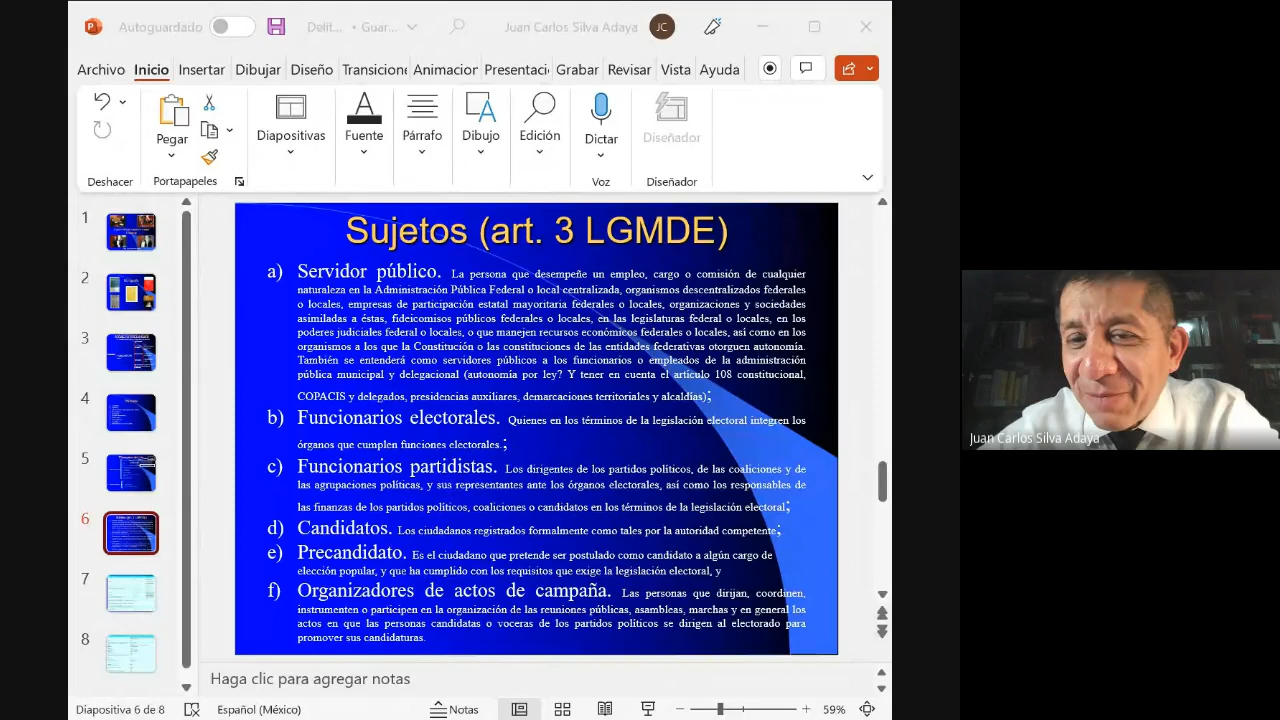 Autoguardado
Delit... • Guar...
Juan Carlos Silva Adaya
JC
Archivo Inicio Insertar Dibujar Diseño Transicione Animacior Presentaci Grabar Revisar Vista Ayuda
Pegar
Diapositivas
Fuente
Párrafo
Dibujo
Edición
Dictar
Diseñador
Deshacer
Portapapeles
Voz
Diseñador
1
2
3
4
5
6
7
8
Sujetos (art. 3 LGMDE)
a) Servidor público. La persona que desempeñe un empleo, cargo o comisión de cualquier
naturaleza en la Administración Pública Federal o local centralizada, organismos descentralizados federales
o locales, empresas de participación estatal mayoritaria federales o locales, organizaciones y sociedades
asimiladas a éstas, fideicomisos públicos federales o locales, en las legislaturas federal o locales, en los
poderes judiciales federal o locales, o que manejen recursos económicos federales o locales, así como en los
organismos a los que la Constitución o las constituciones de las entidades federativas otorguen autonomía.
También se entenderá como servidores públicos a los funcionarios o empleados de la administración
pública municipal y delegacional (autonomía por ley? Y tener en cuenta el artículo 108 constitucional,
COPACIS y delegados, presidencias auxiliares, demarcaciones territoriales y alcaldías);
b) Funcionarios electorales. Quienes en los términos de la legislación electoral integren los
órganos que cumplen funciones electorales.;
c) Funcionarios partidistas. Los dirigentes de los partidos políticos, de las coaliciones y de
las agrupaciones políticas, y sus representantes ante los órganos electorales, así como los responsables de
las finanzas de los partidos políticos, coaliciones o candidatos en los términos de la legislación electoral;
d) Candidatos. Los ciudadanos registrados formalmente como tales por la autoridad competente;
e) Precandidato. Es el ciudadano que pretende ser postulado como candidato a algún cargo de
elección popular, y que ha cumplido con los requisitos que exige la legislación electoral, y
f) Organizadores de actos de campaña. Las personas que dirijan, coordinen,
instrumenten o participen en la organización de las reuniones públicas, asambleas, marchas y en general los
actos en que las personas candidatas o voceras de los partidos políticos se dirigen al electorado para
promover sus candidaturas.
Haga clic para agregar notas
Diapositiva 6 de 8
Español (México)
Notas
59%
Juan Carlos Silva Adaya